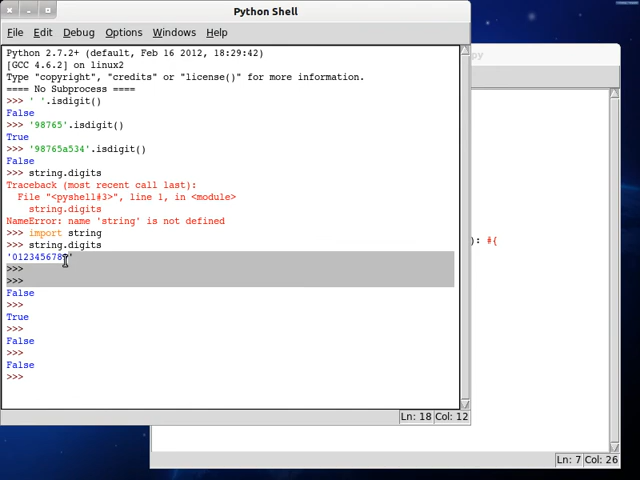 Python Shell
File Edit Debug Options Windows Help
Python 2.7.2+ (default, Feb 16 2012, 18:29:42)
[GCC 4.6.2] on linux2
Type "copyright", "credits" or "license()" for more information.
==== No Subprocess ====
>>> ' '.isdigit()
False
>>> '98765'.isdigit()
True
>>> '98765a534'.isdigit()
False
>>> string.digits
Traceback (most recent call last):
File "<pyshell#3>", line 1, in <module>
string.digits
NameError: name 'string' is not defined
>>> import string
>>> string.digits
'0123456789'
>>>
>>>
False
>>>
True
>>>
False
>>>
False
>>>
Ln: 18 Col: 12
py
): #{
Ln: 7 Col: 26